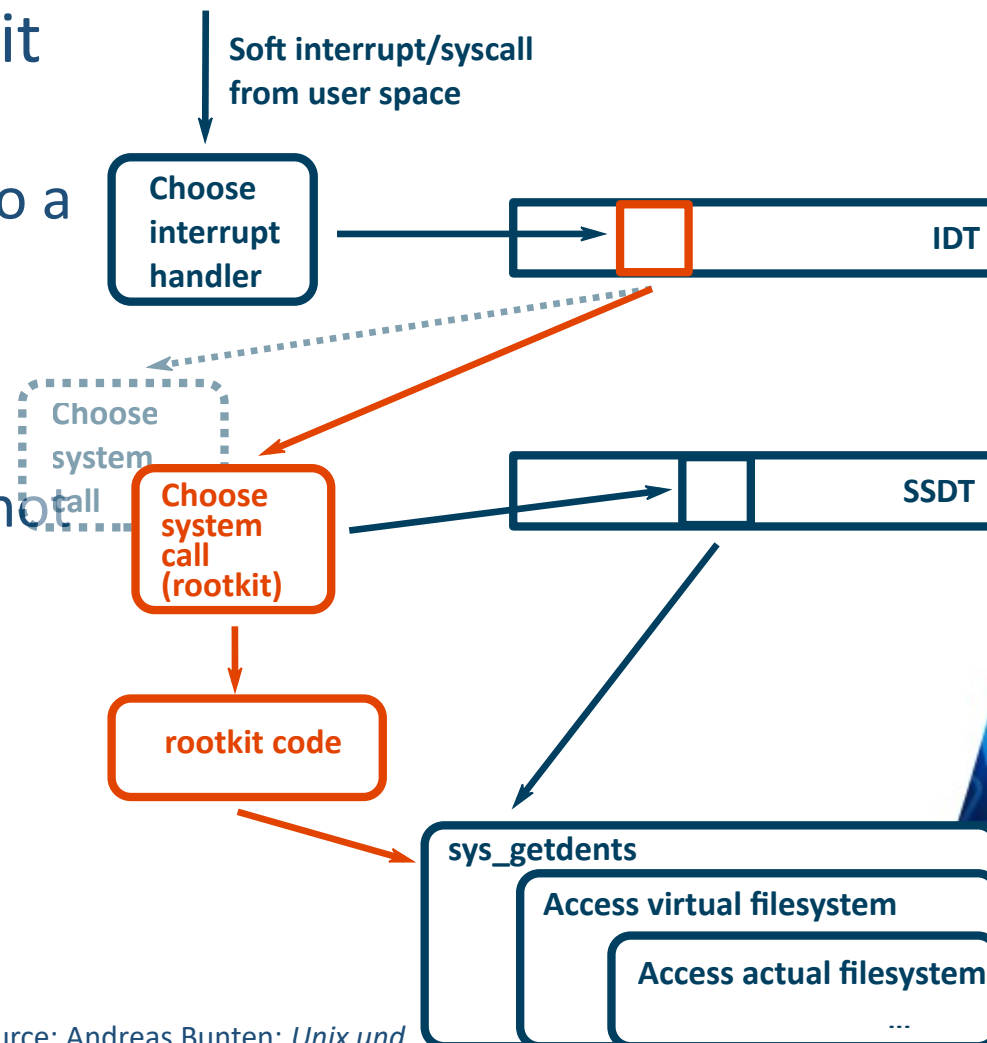 it
Soft interrupt/syscall
from user space
o a
Choose
interrupt
handler
IDT
Choose
system
call
not
Choose
system
call
(rootkit)
SSDT
rootkit code
sys_getdents
Access virtual filesystem
Access actual filesystem
...
urce: Andreas Bunten: Unix und